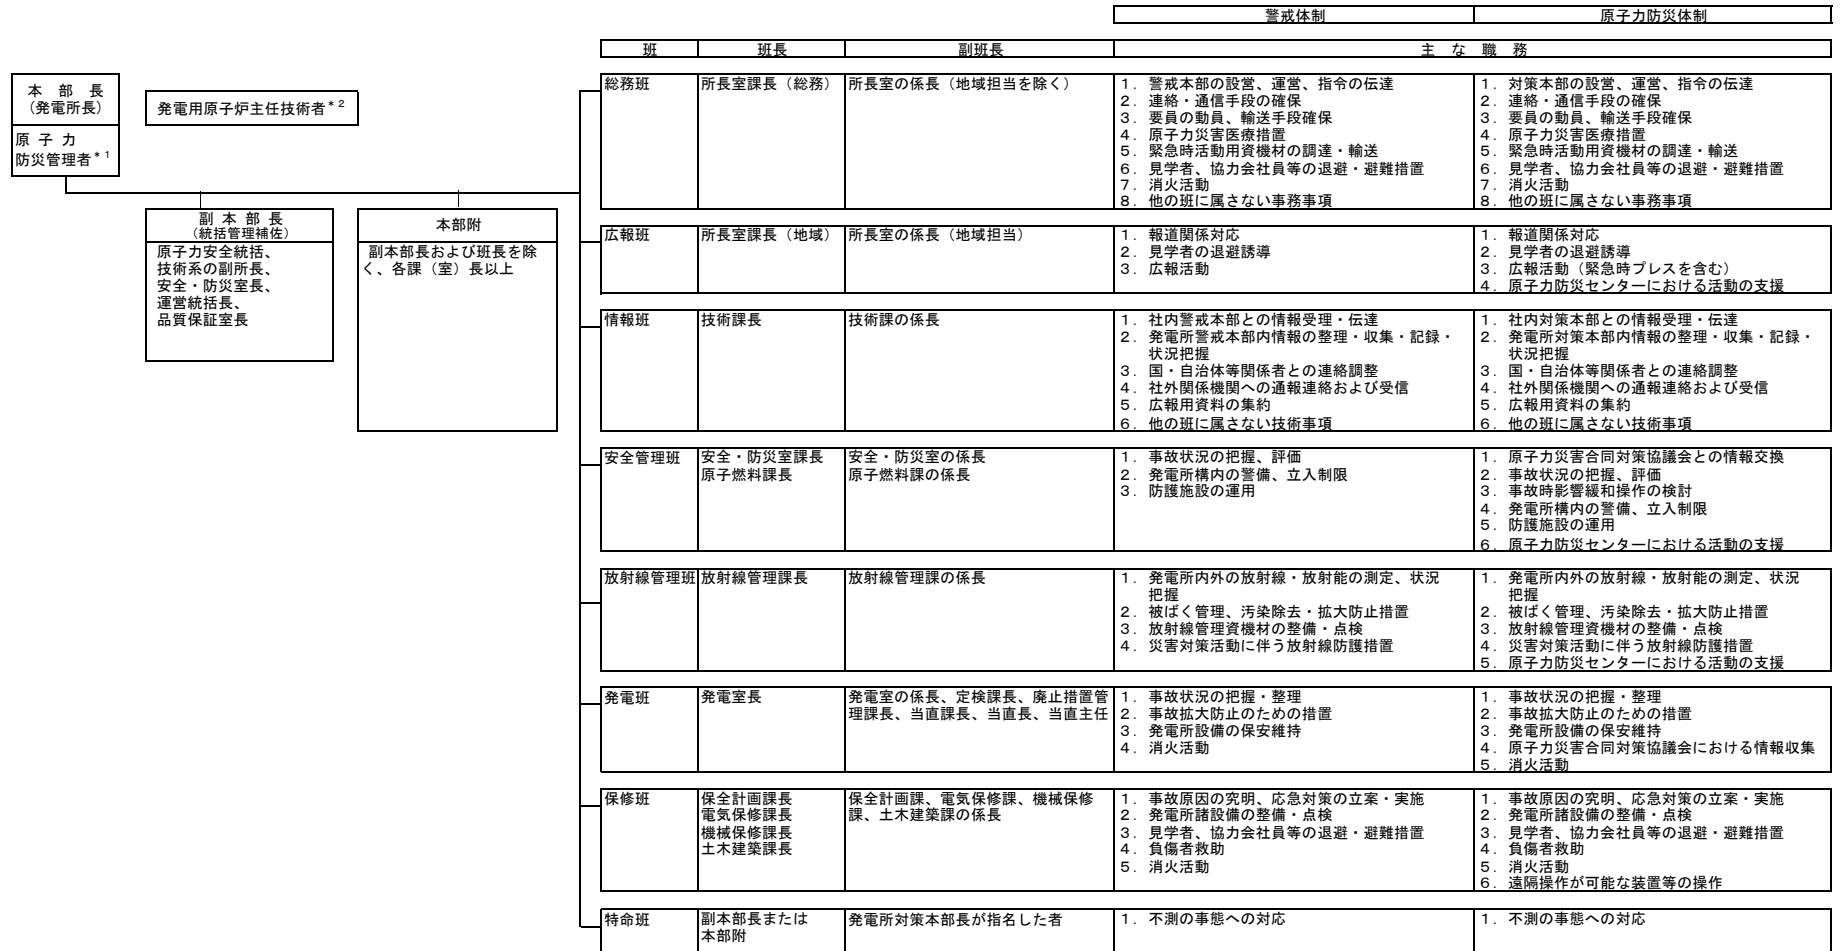 警戒体制
原子力防災体制
班
班長
副班長
主 な 職 務
本 部 長
(発電所長)
原 子 力
防災管理者*1
発電用原子炉主任技術者*2
副 本 部 長
(統括管理補佐)
原子力安全統括、
技術系の副所長、
安全・防災室長、
運営統括長、
品質保証室長
本部附
副本部長および班長を除
く、各課(室)長以上
総務班
所長室課長(総務)
所長室の係長(地域担当を除く)
1. 警戒本部の設営、運営、指令の伝達
2. 連絡・通信手段の確保
3. 要員の動員、輸送手段確保
4. 原子力災害医療措置
5. 緊急時活動用資機材の調達・輸送
6. 見学者、協力会社員等の退避・避難措置
7. 消火活動
8. 他の班に属さない事務事項
1. 対策本部の設営、運営、指令の伝達
2. 連絡・通信手段の確保
3. 要員の動員、輸送手段確保
4. 原子力災害医療措置
5. 緊急時活動用資機材の調達・輸送
6. 見学者、協力会社員等の退避・避難措置
7. 消火活動
8. 他の班に属さない事務事項
広報班
所長室課長(地域)
所長室の係長(地域担当)
1. 報道関係対応
2. 見学者の退避誘導
3. 広報活動
1. 報道関係対応
2. 見学者の退避誘導
3. 広報活動(緊急時プレスを含む)
4. 原子力防災センターにおける活動の支援
情報班
技術課長
技術課の係長
1. 社内警戒本部との情報受理・伝達
2. 発電所警戒本部内情報の整理・収集・記録・
状況把握
3. 国・自治体等関係者との連絡調整
4. 社外関係機関への通報連絡および受信
5. 広報用資料の集約
6. 他の班に属さない技術事項
1. 社内対策本部との情報受理・伝達
2. 発電所対策本部内情報の整理・収集・記録・
状況把握
3. 国・自治体等関係者との連絡調整
4. 社外関係機関への通報連絡および受信
5. 広報用資料の集約
6. 他の班に属さない技術事項
安全管理班
安全・防災室課長
原子燃料課長
安全・防災室の係長
原子燃料課の係長
1. 事故状況の把握、評価
2. 発電所構内の警備、立入制限
3. 防護施設の運用
1. 原子力災害合同対策協議会との情報交換
2. 事故状況の把握、評価
3. 事故時影響緩和操作の検討
4. 発電所構内の警備、立入制限
5. 防護施設の運用
6. 原子力防災センターにおける活動の支援
放射線管理班
放射線管理課長
放射線管理課の係長
1. 発電所内外の放射線・放射能の測定、状況
把握
2. 被ばく管理、汚染除去・拡大防止措置
3. 放射線管理資機材の整備・点検
4. 災害対策活動に伴う放射線防護措置
1. 発電所内外の放射線・放射能の測定、状況
把握
2. 被ばく管理、汚染除去・拡大防止措置
3. 放射線管理資機材の整備・点検
4. 災害対策活動に伴う放射線防護措置
5. 原子力防災センターにおける活動の支援
発電班
発電室長
発電室の係長、定検課長、廃止措置管
理課長、当直課長、当直長、当直主任
1. 事故状況の把握・整理
2. 事故拡大防止のための措置
3. 発電所設備の保安維持
4. 消火活動
1. 事故状況の把握・整理
2. 事故拡大防止のための措置
3. 発電所設備の保安維持
4. 原子力災害合同対策協議会における情報収集
5. 消火活動
保修班
保全計画課長
電気保修課長
機械保修課長
土木建築課長
保全計画課、電気保修課、機械保修
課、土木建築課の係長
1. 事故原因の究明、応急対策の立案・実施
2. 発電所諸設備の整備・点検
3. 見学者、協力会社員等の退避・避難措置
4. 負傷者救助
5. 消火活動
1. 事故原因の究明、応急対策の立案・実施
2. 発電所諸設備の整備・点検
3. 見学者、協力会社員等の退避・避難措置
4. 負傷者救助
5. 消火活動
6. 遠隔操作が可能な装置等の操作
特命班
副本部長または
本部附
発電所対策本部長が指名した者
1. 不測の事態への対応
1. 不測の事態への対応